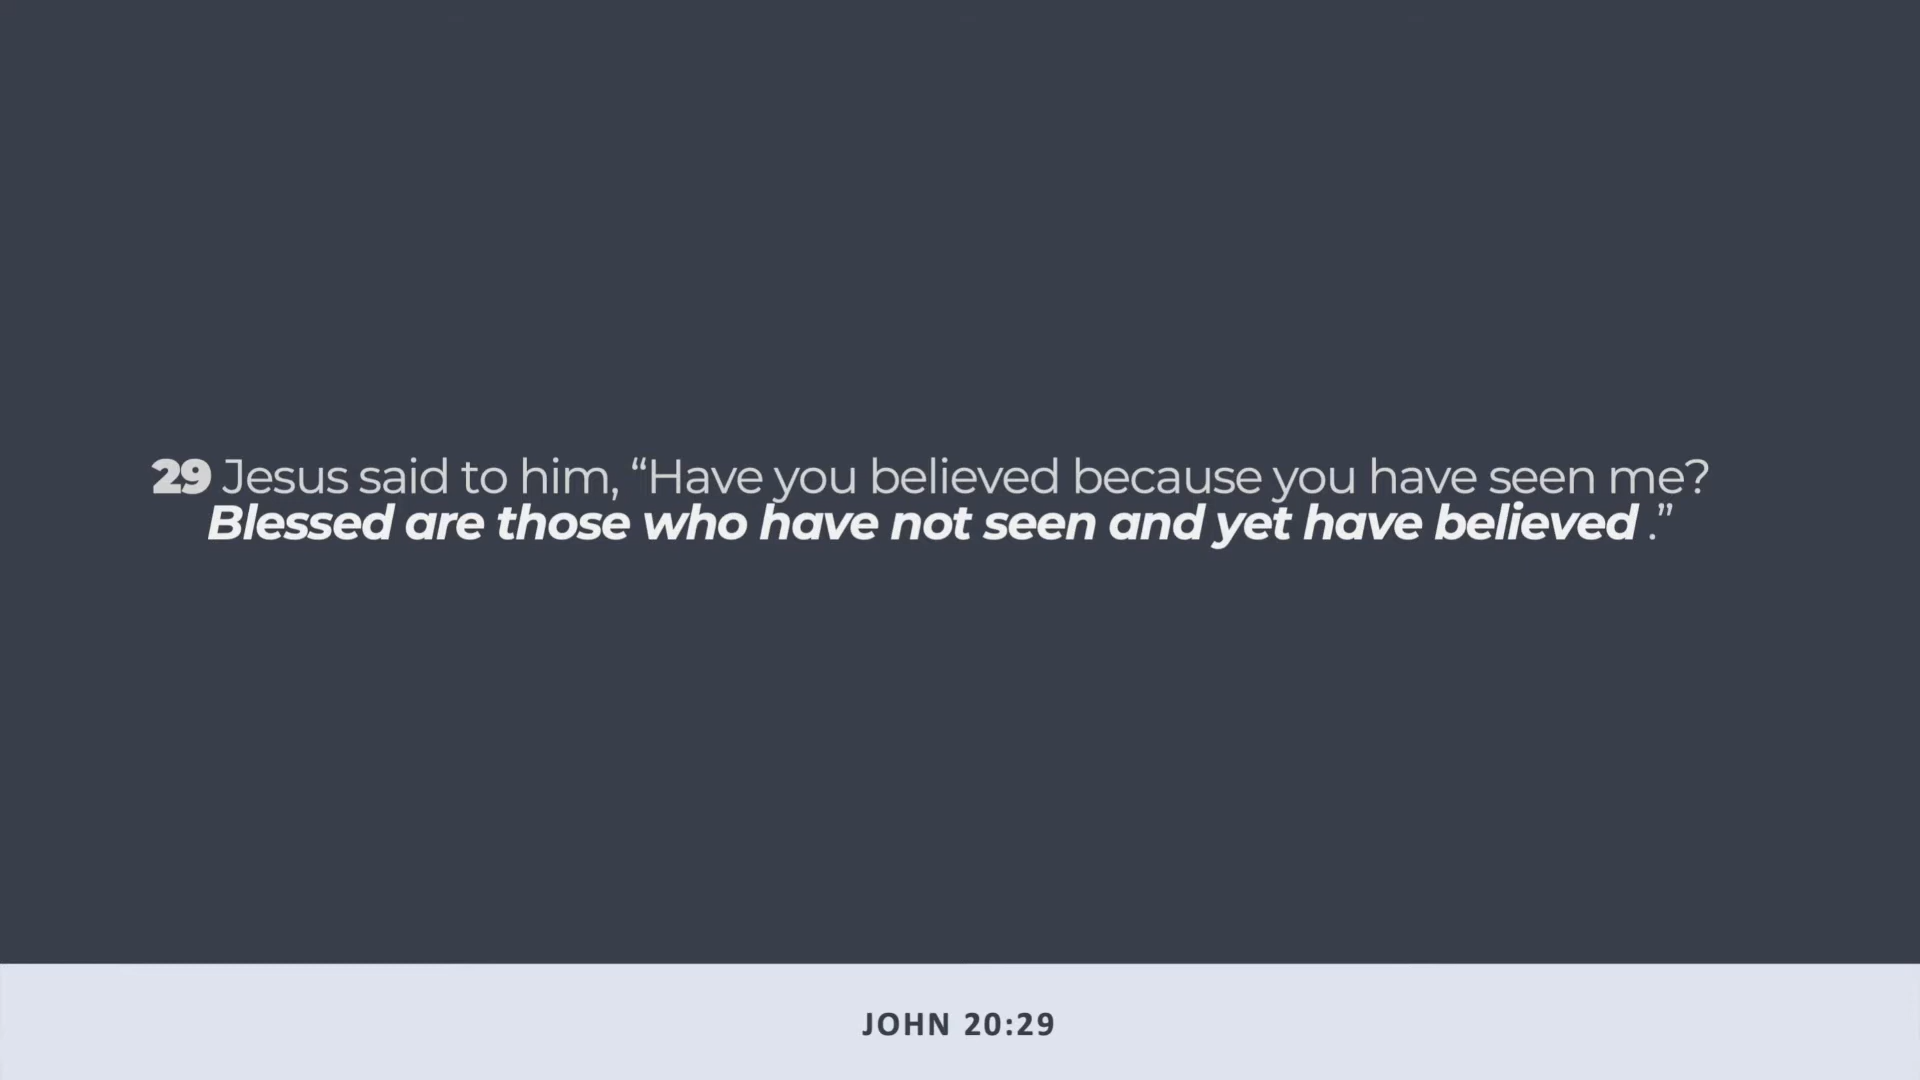 29 Jesus said to him, “Have you believed because you have seen me?
Blessed are those who have not seen and yet have believed .”
JOHN 20:29